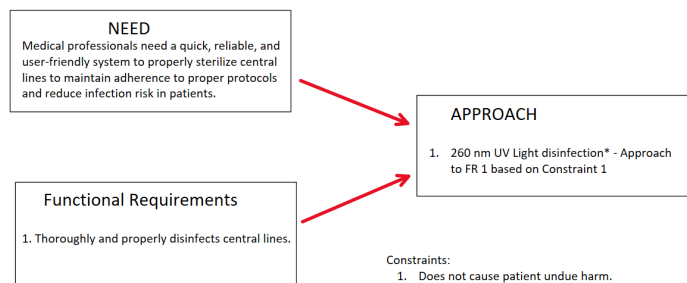 NEED
Medical professionals need a quick, reliable, and
user-friendly system to properly sterilize central
lines to maintain adherence to proper protocols
and reduce infection risk in patients.
Functional Requirements
1. Thoroughly and properly disinfects central lines.
APPROACH
1. 260 nm UV Light disinfection* - Approach
to FR 1 based on Constraint 1
Constraints:
1. Does not cause patient undue harm.